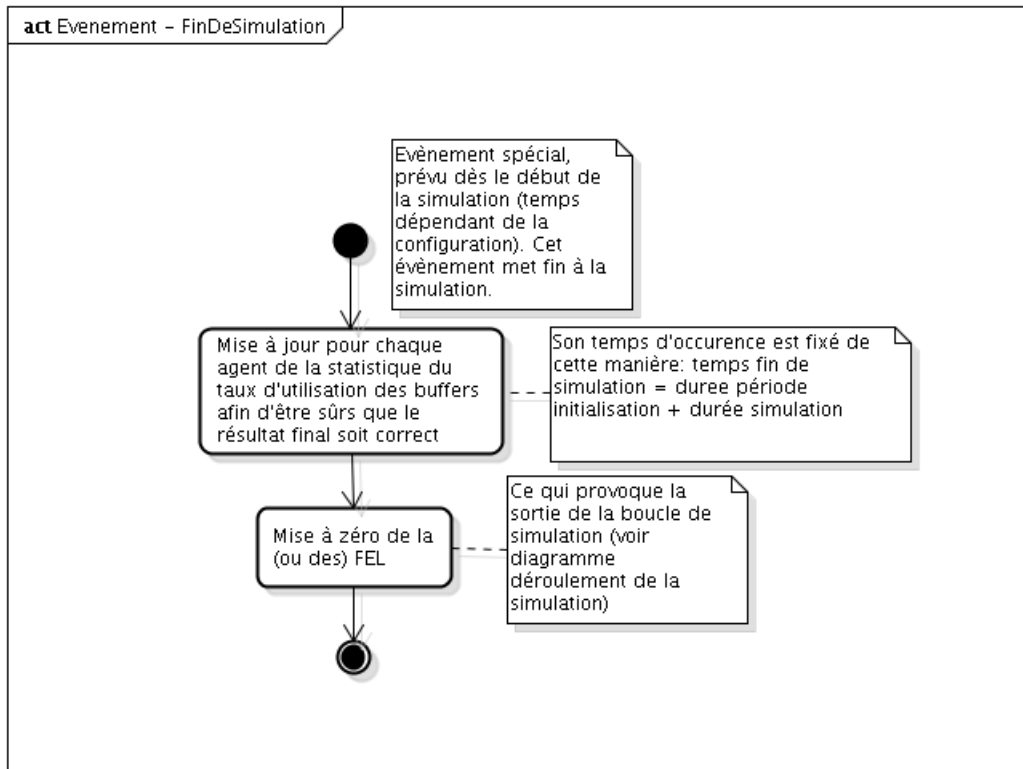 act Evenement – FinDeSimulation
Evènement spécial,
prévu dès le début de
la simulation (temps
dépendant de la
configuration). Cet
évènement met fin à la
simulation.
Mise à jour pour chaque
agent de la statistique du
taux d'utilisation des buffers
afin d'être sûrs que le
résultat final soit correct
Son temps d'occurence est fixé de
cette manière: temps fin de
simulation = duree période
initialisation + durée simulation
Mise à zéro de la
(ou des) FEL
Ce qui provoque la
sortie de la boucle de
simulation (voir
diagramme
déroulement de la
simulation)